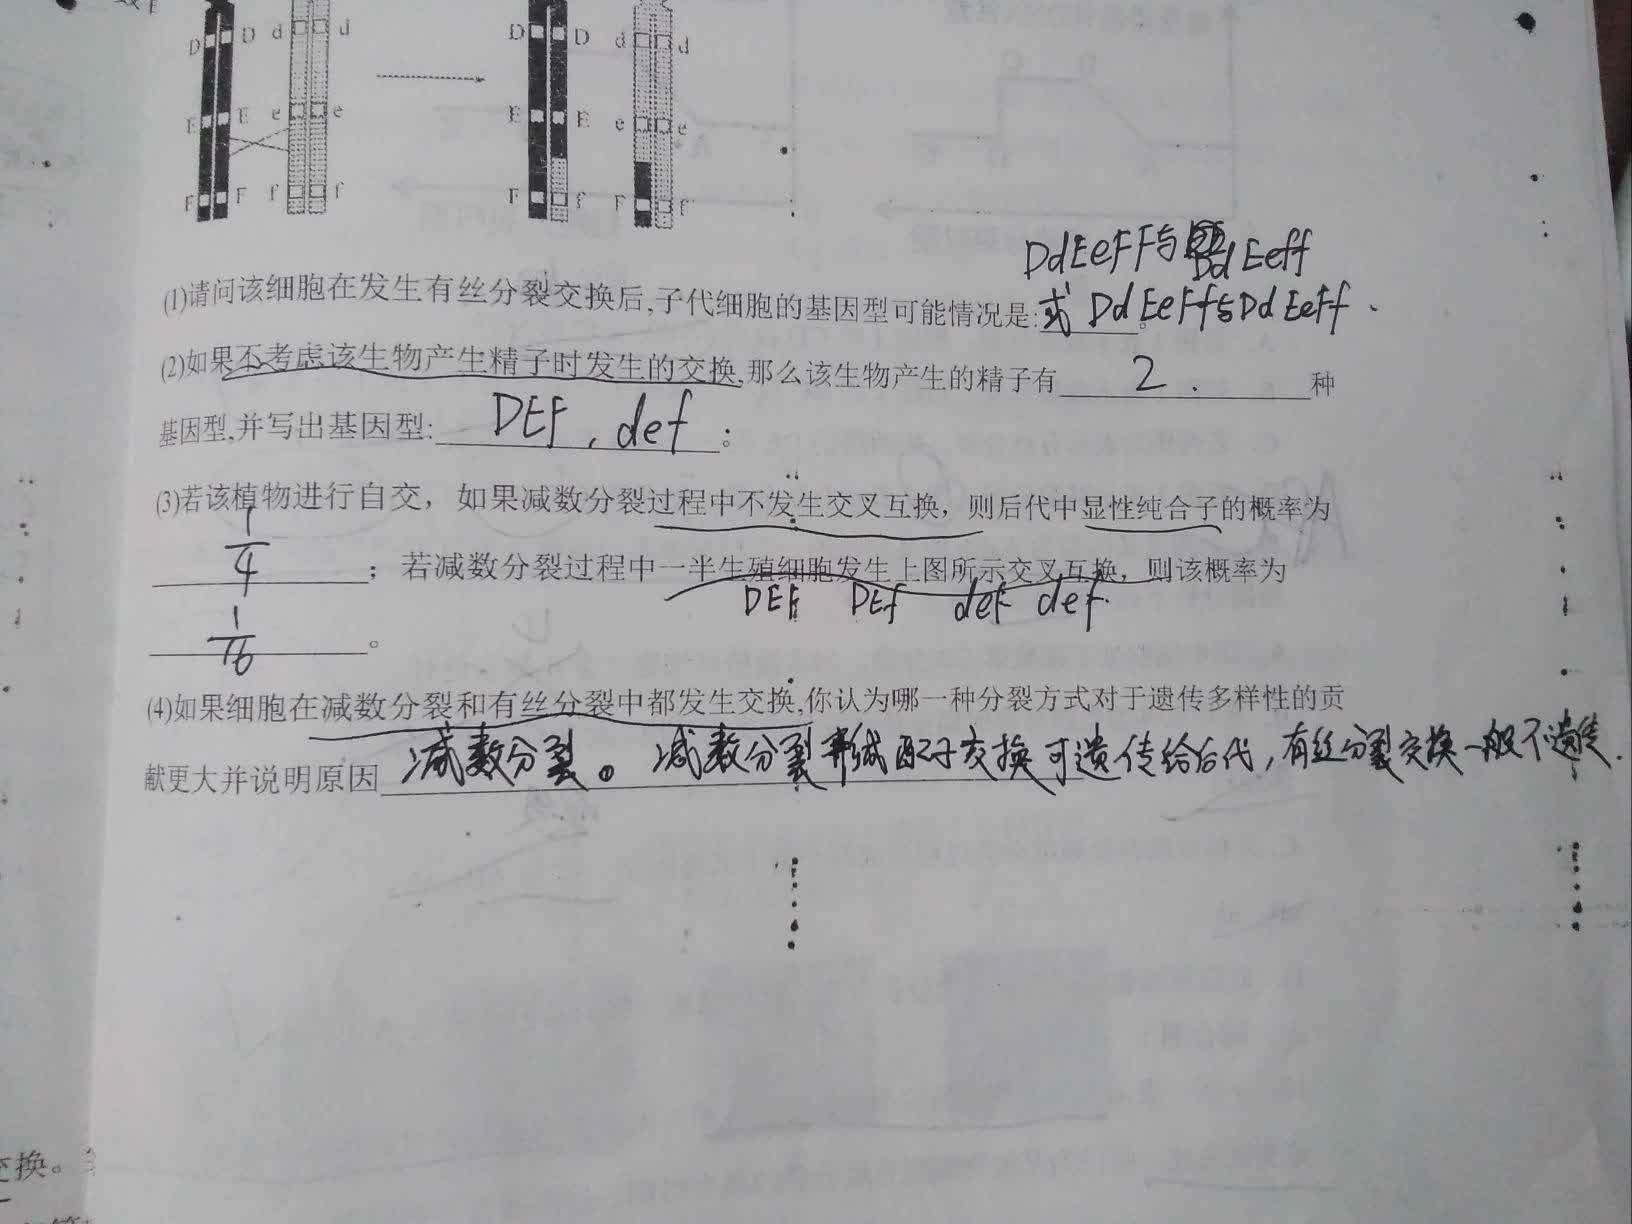 D D d d D D d d
E E e e E E e e
F F f f F f F f
DdEeFF与DdEeff
(1)请问该细胞在发生有丝分裂交换后,子代细胞的基因型可能情况是:或DdEeFf与DdEeFf.
(2)如果不考虑该生物产生精子时发生的交换,那么该生物产生的精子有 2. 种
基因型,并写出基因型: DEF,def 。
(3)若该植物进行自交，如果减数分裂过程中不发生交叉互换，则后代中显性纯合子的概率为
1/4 ；若减数分裂过程中一半生殖细胞发生上图所示交叉互换，则该概率为
DEF DEf deF def.
1/16 。
(4)如果细胞在减数分裂和有丝分裂中都发生交换,你认为哪一种分裂方式对于遗传多样性的贡
献更大并说明原因 减数分裂。减数分裂形成配子交换可遗传给后代,有丝分裂交换一般不遗传.
交换。